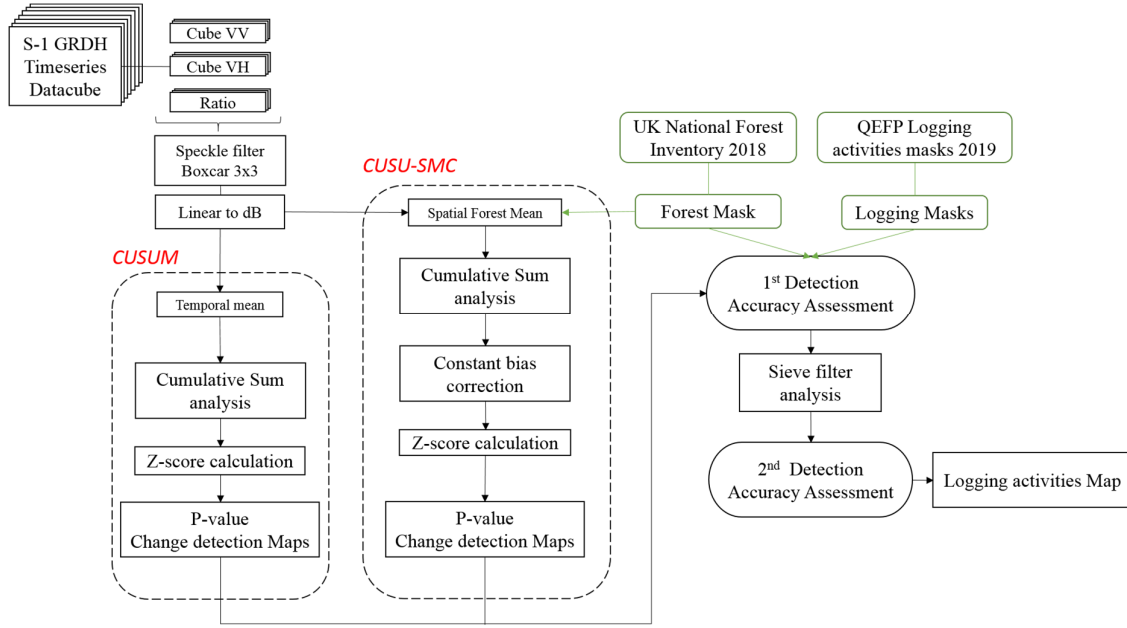 S-1 GRDH
Timeseries
Datacube
Cube VV
Cube VH
Ratio
Speckle filter
Boxcar 3x3
Linear to dB
CUSUM
Temporal mean
Cumulative Sum
analysis
Z-score calculation
P-value
Change detection Maps
CUSU-SMC
Spatial Forest Mean
Cumulative Sum
analysis
Constant bias
correction
Z-score calculation
P-value
Change detection Maps
UK National Forest
Inventory 2018
QEFP Logging
activities masks 2019
Forest Mask
Logging Masks
1st Detection
Accuracy Assessment
Sieve filter
analysis
2nd Detection
Accuracy Assessment
Logging activities Map